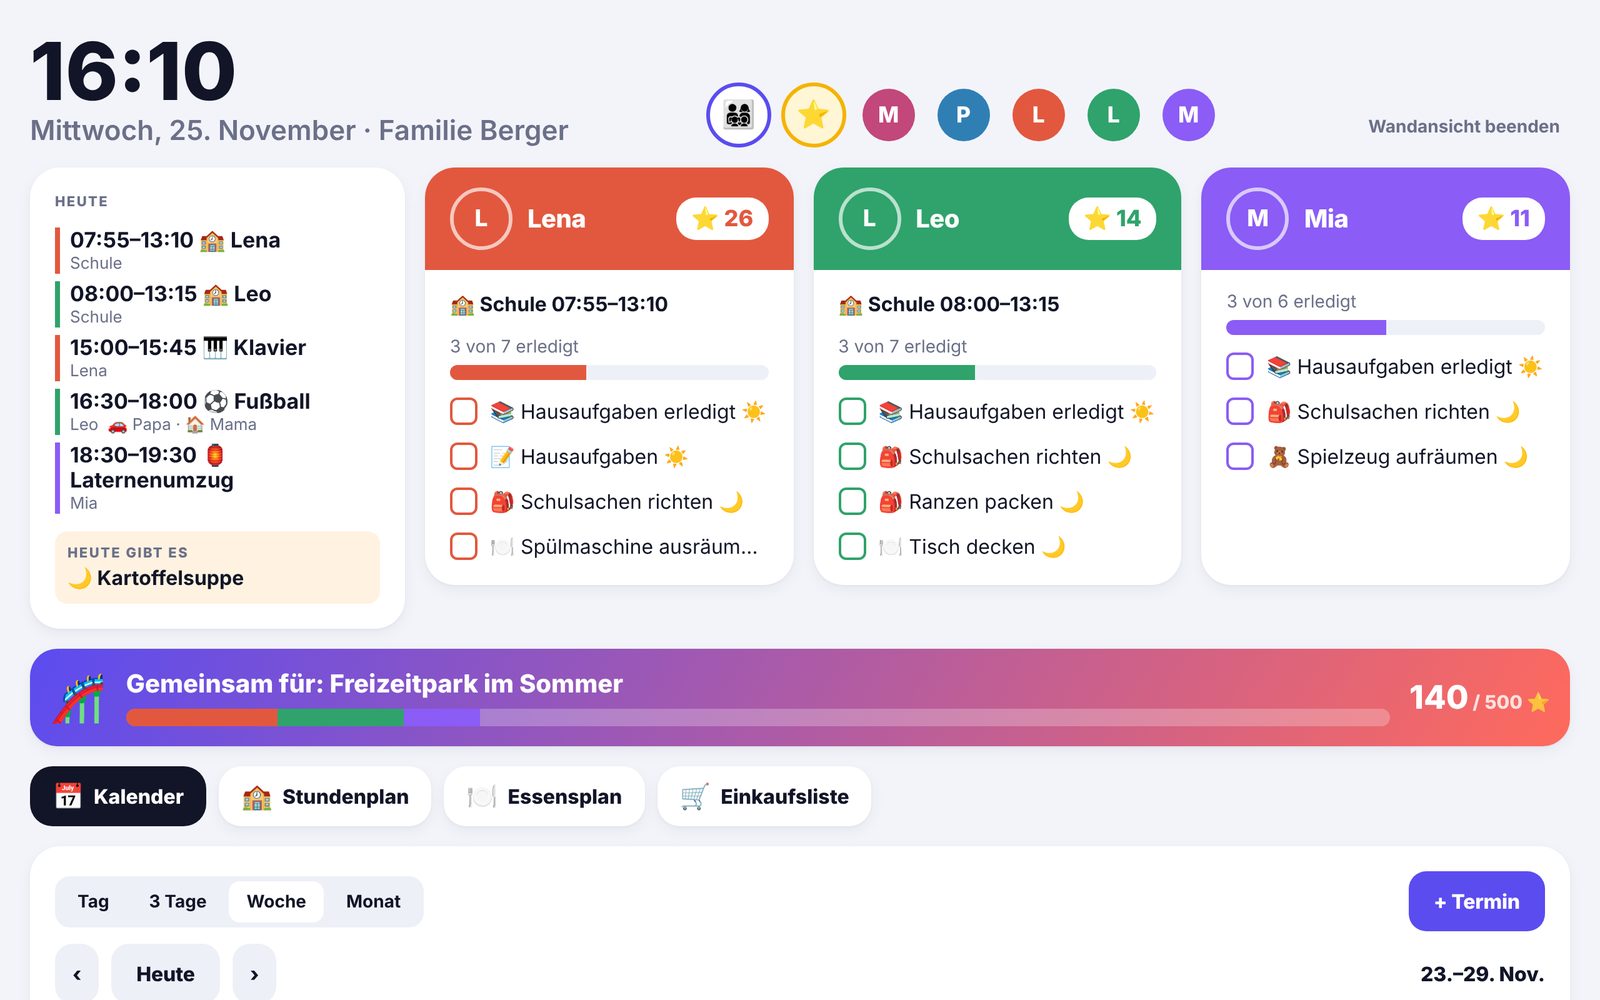 16:10
Mittwoch, 25. November · Familie Berger
M P L L M
Wandansicht beenden
HEUTE
07:55–13:10 🏫 Lena
Schule
08:00–13:15 🏫 Leo
Schule
15:00–15:45 🎹 Klavier
Lena
16:30–18:00 ⚽ Fußball
Leo 🚗 Papa · 🏠 Mama
18:30–19:30 🏮
Laternenumzug
Mia
HEUTE GIBT ES
🌙 Kartoffelsuppe
L Lena ⭐ 26
🏫 Schule 07:55–13:10
3 von 7 erledigt
📚 Hausaufgaben erledigt ☀️
📝 Hausaufgaben ☀️
🎒 Schulsachen richten 🌙
🍽️ Spülmaschine ausräum...
L Leo ⭐ 14
🏫 Schule 08:00–13:15
3 von 7 erledigt
📚 Hausaufgaben erledigt ☀️
🎒 Schulsachen richten 🌙
🎒 Ranzen packen 🌙
🍽️ Tisch decken 🌙
M Mia ⭐ 11
3 von 6 erledigt
📚 Hausaufgaben erledigt ☀️
🎒 Schulsachen richten 🌙
🧸 Spielzeug aufräumen 🌙
Gemeinsam für: Freizeitpark im Sommer
140 / 500 ⭐
📅 Kalender
🏫 Stundenplan
🍽️ Essensplan
🛒 Einkaufsliste
Tag 3 Tage Woche Monat
+ Termin
‹ Heute ›
23.–29. Nov.